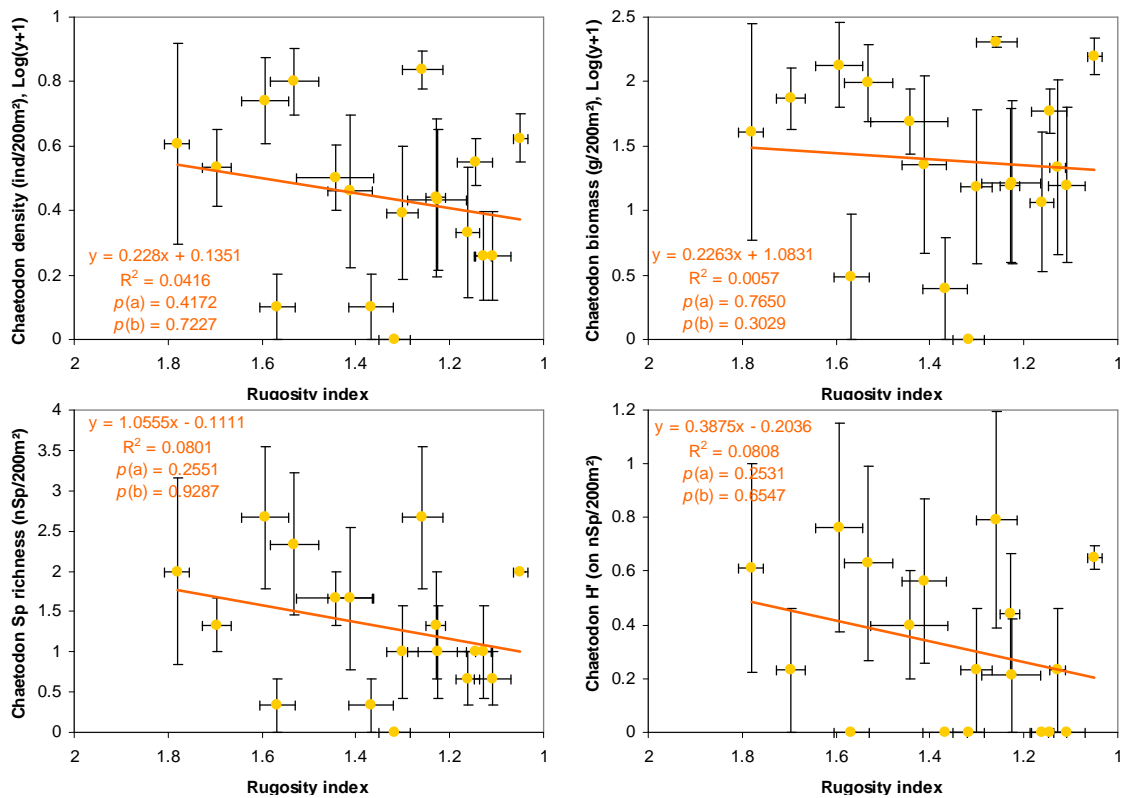 Chaetodon density (ind/200m²), Log(y+1)
1
0.8
0.6
0.4
0.2
0
y = 0.228x + 0.1351
R² = 0.0416
p(a) = 0.4172
p(b) = 0.7227
2
1.8
1.6
1.4
1.2
1
Rugosity index
Chaetodon biomass (g/200m²), Log(y+1)
2.5
2
1.5
1
0.5
0
y = 0.2263x + 1.0831
R² = 0.0057
p(a) = 0.7650
p(b) = 0.3029
2
1.8
1.6
1.4
1.2
1
Rugosity index
Chaetodon Sp richness (nSp/200m²)
4
3.5
3
2.5
2
1.5
1
0.5
0
y = 1.0555x - 0.1111
R² = 0.0801
p(a) = 0.2551
p(b) = 0.9287
2
1.8
1.6
1.4
1.2
1
Rugosity index
Chaetodon H' (on nSp/200m²)
1.2
1
0.8
0.6
0.4
0.2
0
y = 0.3875x - 0.2036
R² = 0.0808
p(a) = 0.2531
p(b) = 0.6547
2
1.8
1.6
1.4
1.2
1
Rugosity index